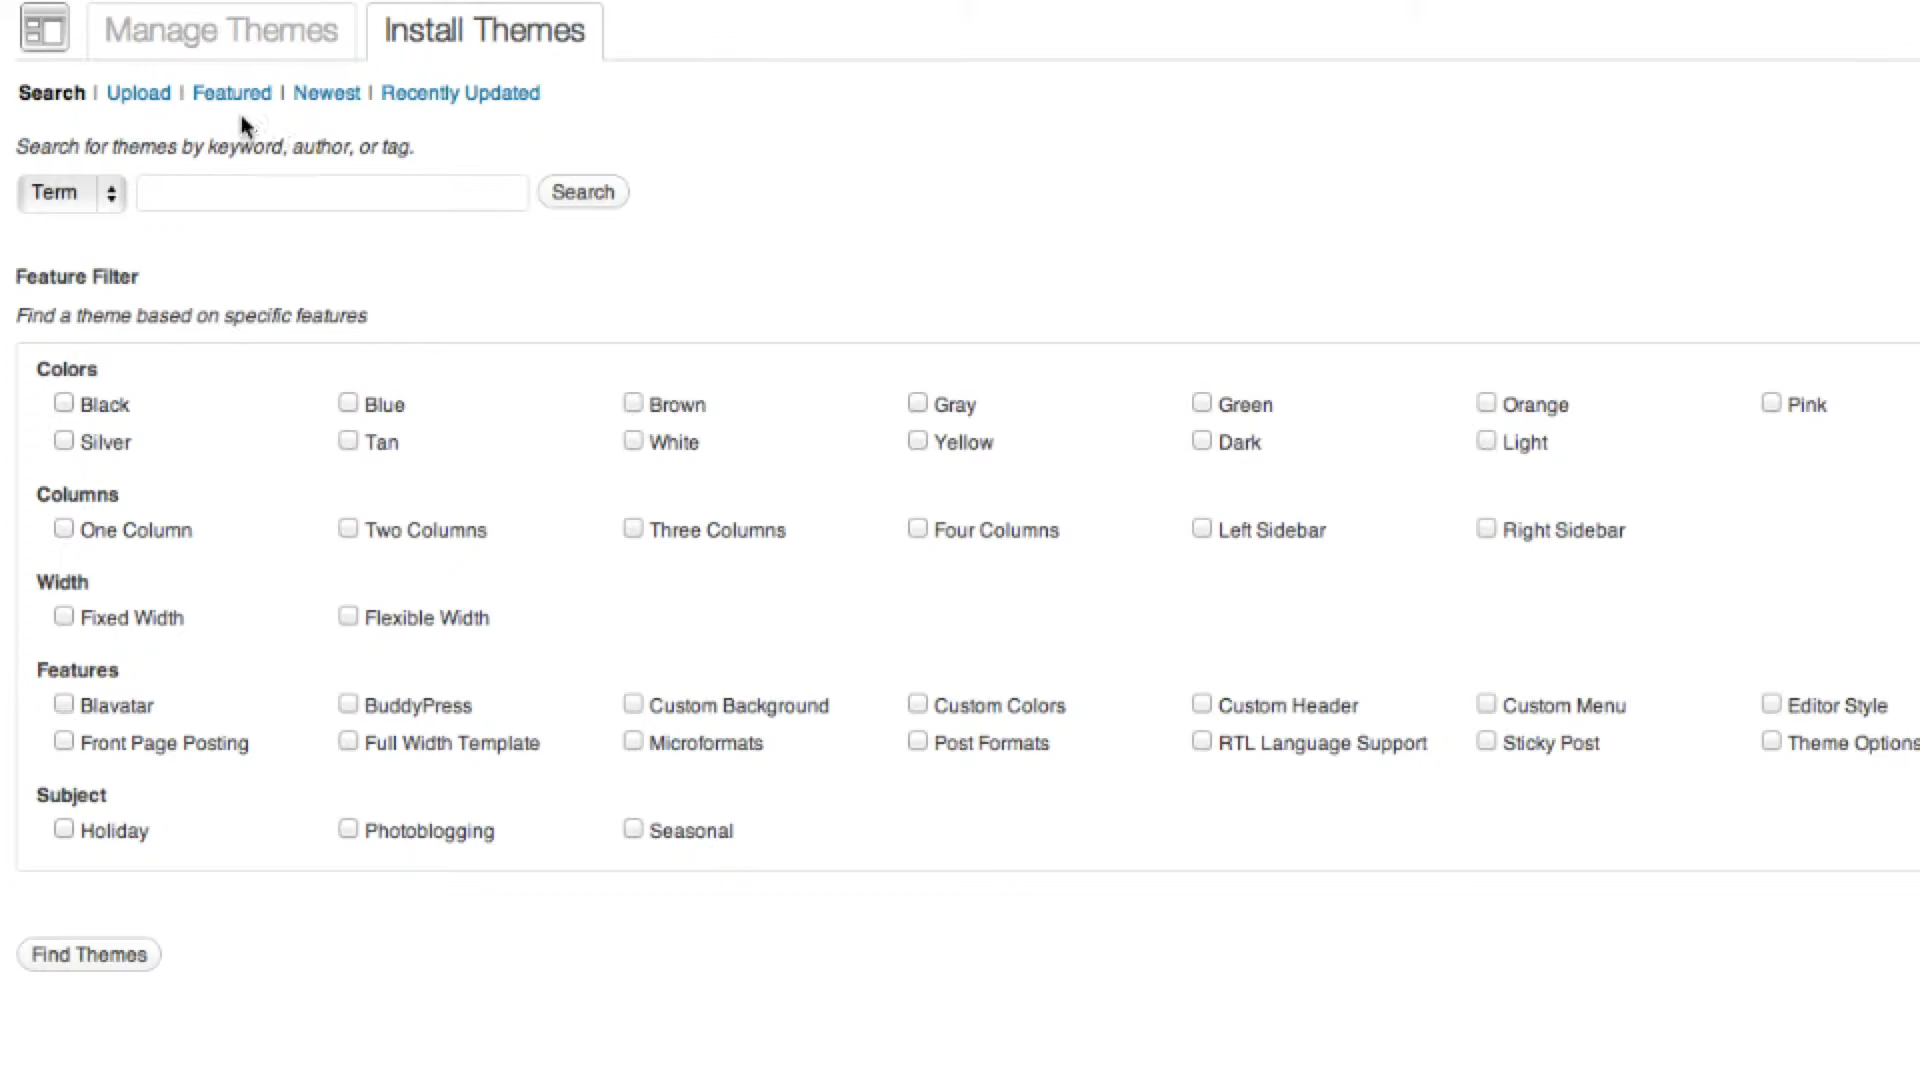 Manage Themes Install Themes
Search | Upload | Featured | Newest | Recently Updated
Search for themes by keyword, author, or tag.
Term Search
Feature Filter
Find a theme based on specific features
Colors
Black Blue Brown Gray Green Orange Pink
Silver Tan White Yellow Dark Light
Columns
One Column Two Columns Three Columns Four Columns Left Sidebar Right Sidebar
Width
Fixed Width Flexible Width
Features
Blavatar BuddyPress Custom Background Custom Colors Custom Header Custom Menu Editor Style
Front Page Posting Full Width Template Microformats Post Formats RTL Language Support Sticky Post Theme Options
Subject
Holiday Photoblogging Seasonal
Find Themes